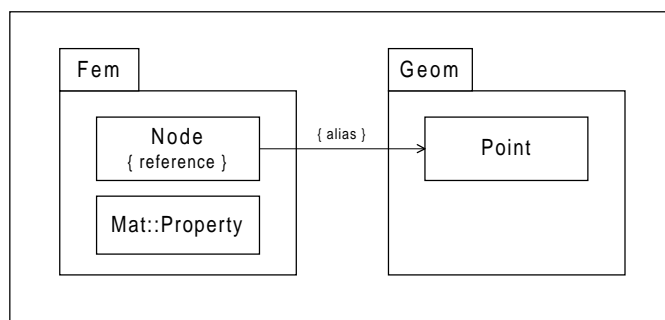 Fem
Geom
Node
{ reference }
{ alias }
Point
Mat::Property